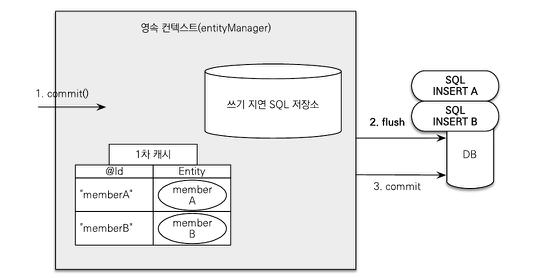 영속 컨텍스트(entityManager)
1. commit()
쓰기 지연 SQL 저장소
SQL
INSERT A
SQL
INSERT B
2. flush
DB
3. commit
1차 캐시
@Id Entity
"memberA" member
A
"memberB" member
B